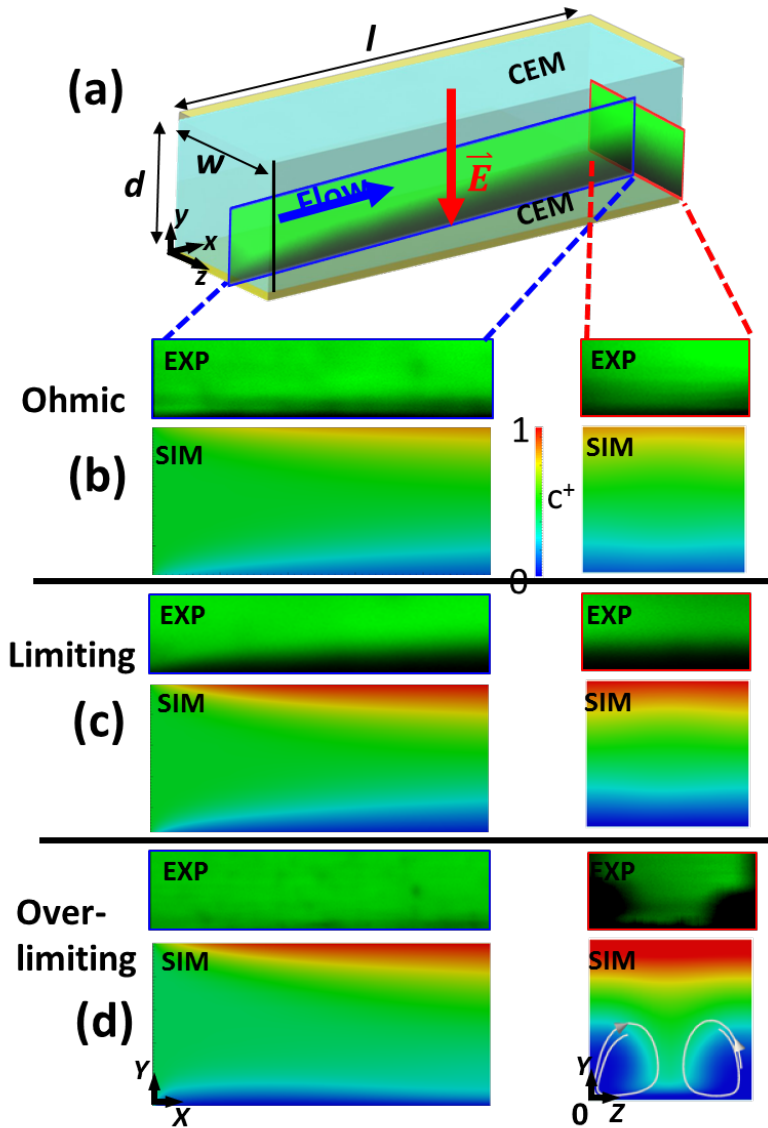 l
(a)
CEM
w
d
E
Flow
CEM
y
x
z
EXP
EXP
Ohmic
1
SIM
SIM
(b)
C+
0
EXP
EXP
Limiting
SIM
SIM
(c)
EXP
EXP
Over-
limiting
SIM
SIM
(d)
Y
X
Y
0
Z